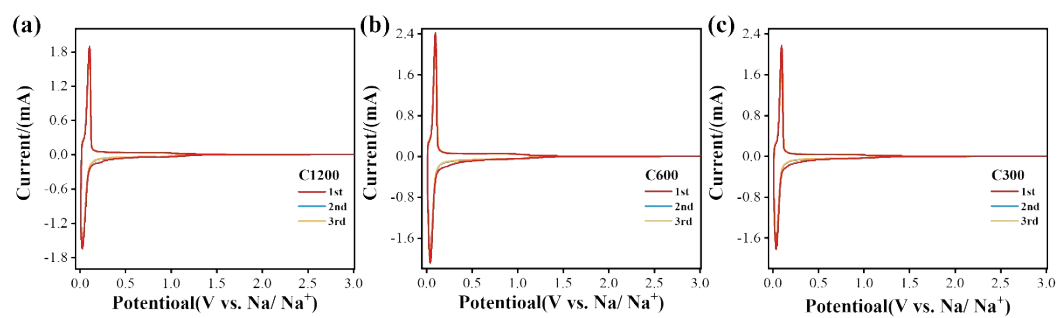 (a)
Current/(mA)
1.8
1.2
0.6
0.0
-0.6
-1.2
-1.8
C1200
1st
2nd
3rd
0.0 0.5 1.0 1.5 2.0 2.5 3.0
Potentioal(V vs. Na/ Na⁺)
(b)
Current/(mA)
2.4
1.6
0.8
0.0
-0.8
-1.6
C600
1st
2nd
3rd
0.0 0.5 1.0 1.5 2.0 2.5 3.0
Potentioal(V vs. Na/ Na⁺)
(c)
Current/(mA)
2.4
1.6
0.8
0.0
-0.8
-1.6
C300
1st
2nd
3rd
0.0 0.5 1.0 1.5 2.0 2.5 3.0
Potentioal(V vs. Na/ Na⁺)